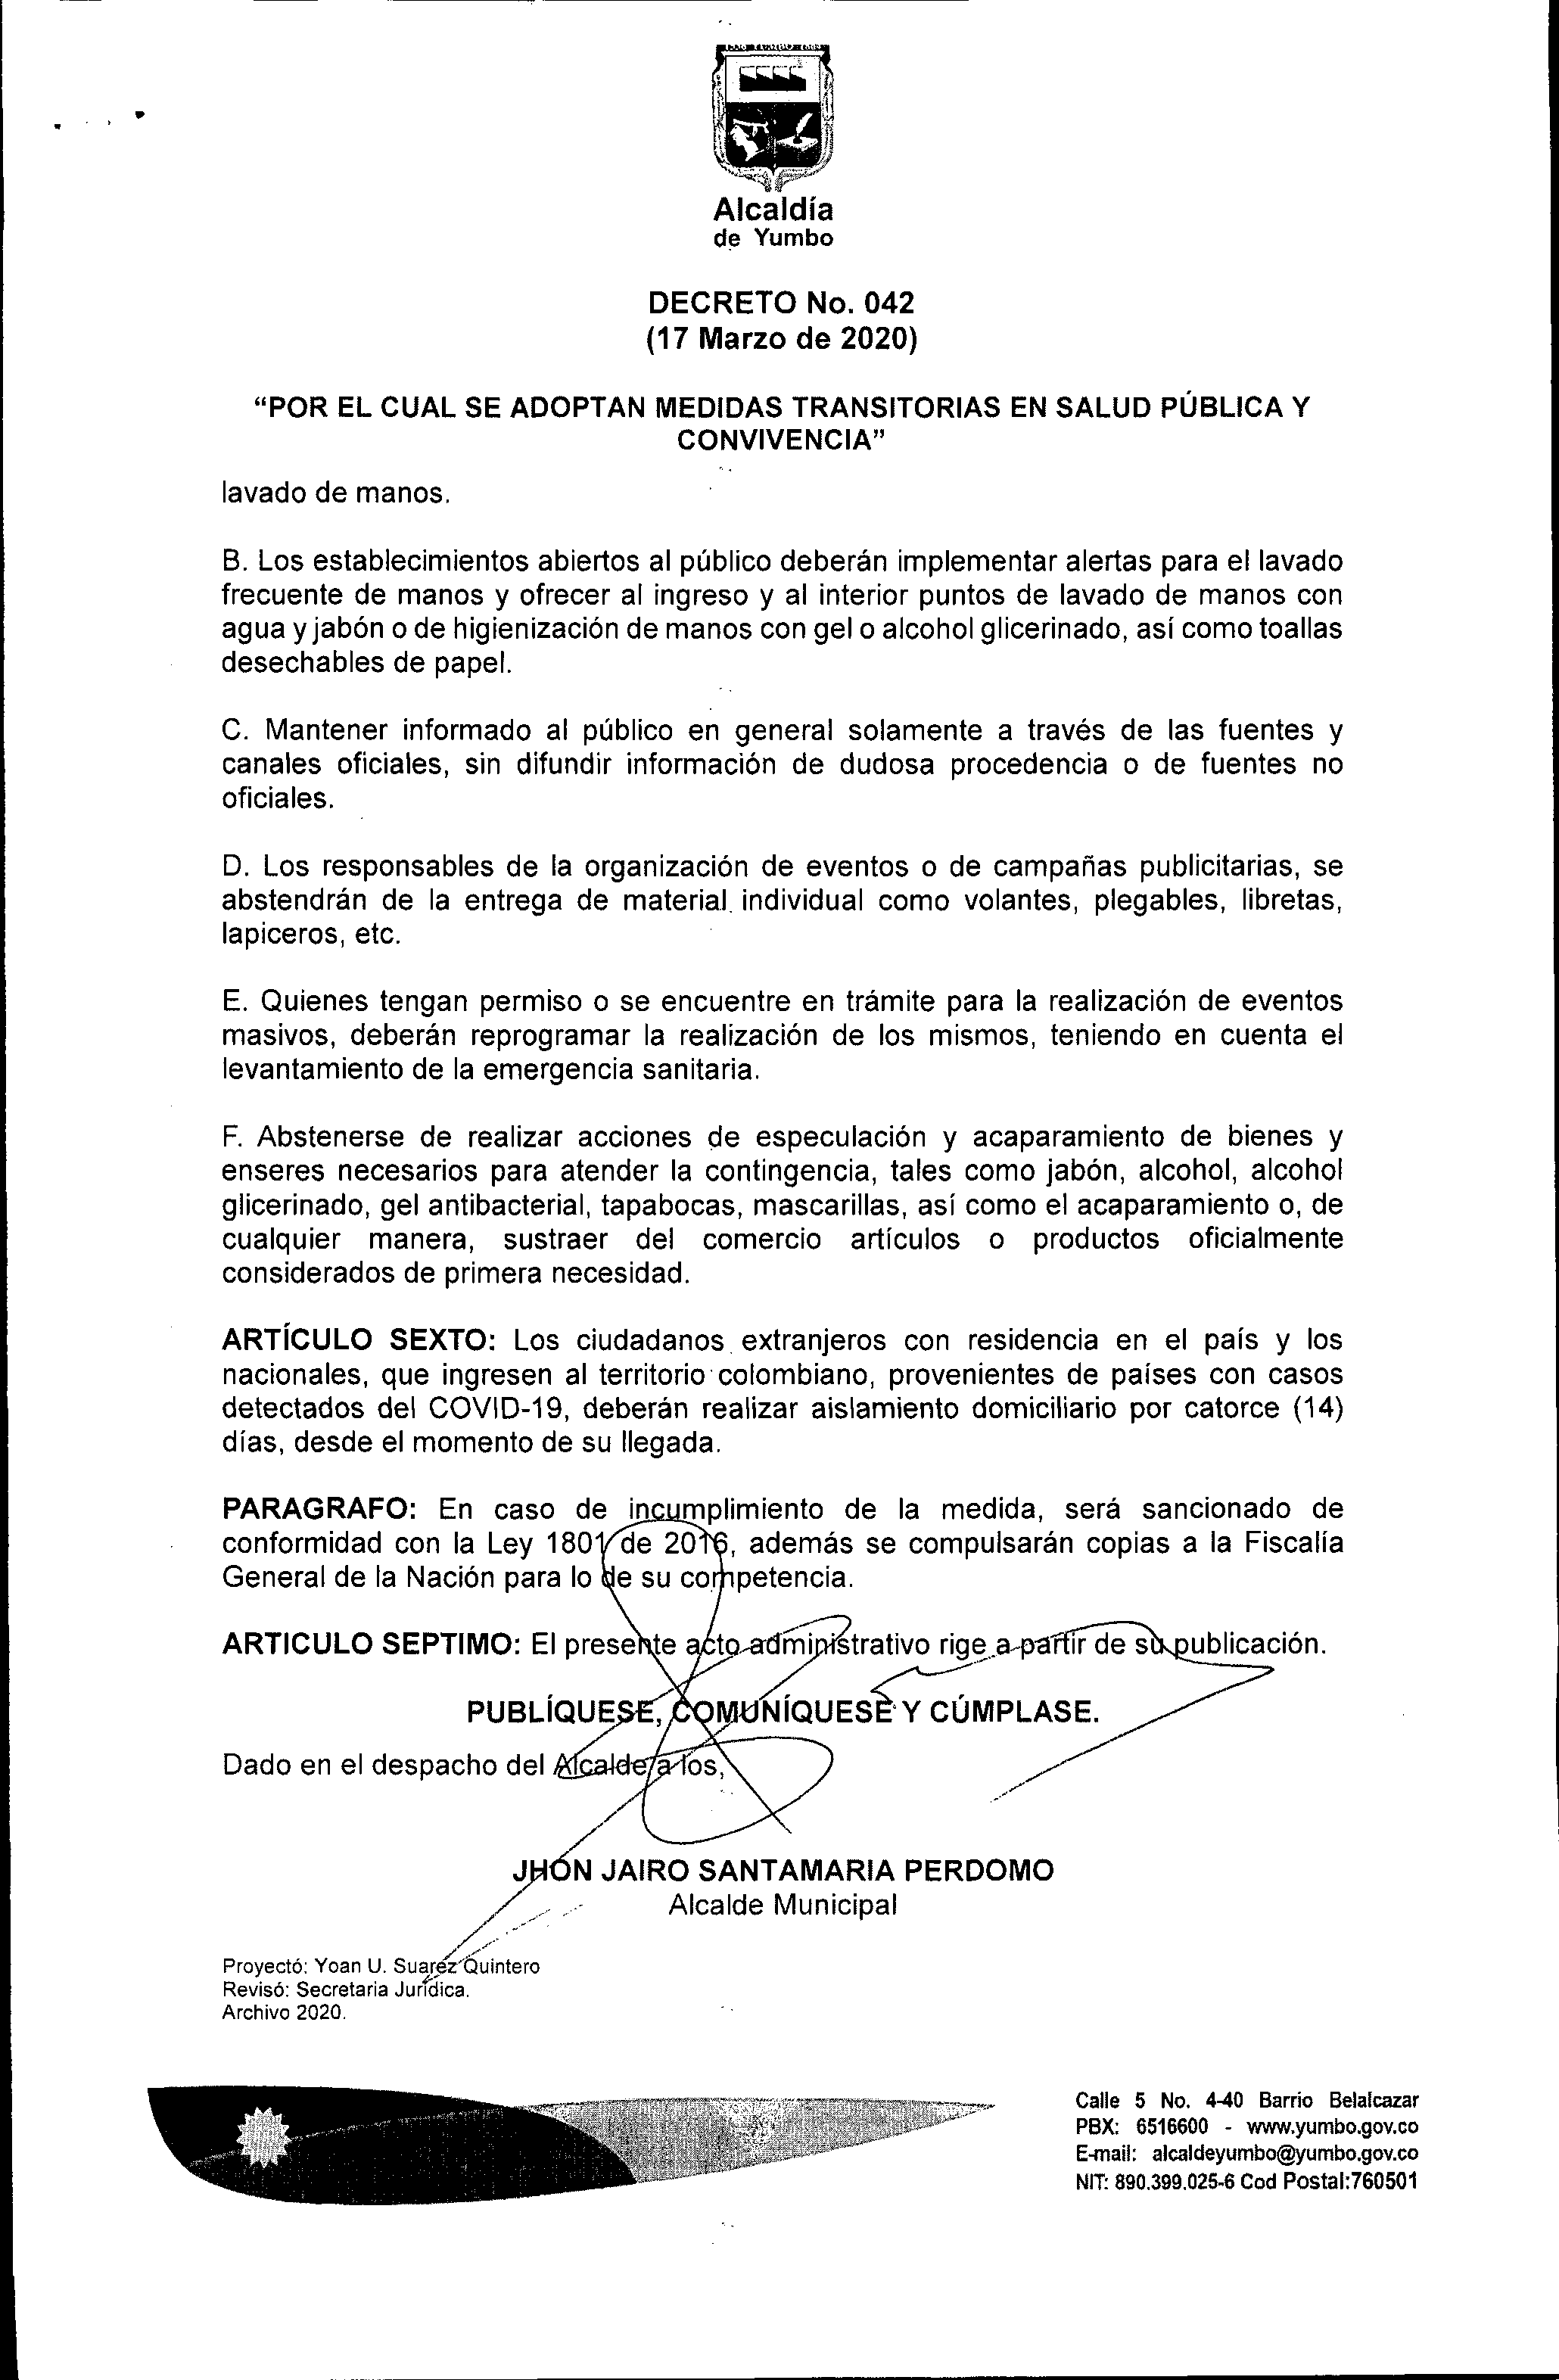 Alcaldía
de Yumbo
DECRETO No. 042
(17 Marzo de 2020)
“POR EL CUAL SE ADOPTAN MEDIDAS TRANSITORIAS EN SALUD PÚBLICA Y
CONVIVENCIA”
lavado de manos.
B. Los establecimientos abiertos al público deberán implementar alertas para el lavado
frecuente de manos y ofrecer al ingreso y al interior puntos de lavado de manos con
agua y jabón o de higienización de manos con gel o alcohol glicerinado, así como toallas
desechables de papel.
C. Mantener informado al público en general solamente a través de las fuentes y
canales oficiales, sin difundir información de dudosa procedencia o de fuentes no
oficiales.
D. Los responsables de la organización de eventos o de campañas publicitarias, se
abstendrán de la entrega de material individual como volantes, plegables, libretas,
lapiceros, etc.
E. Quienes tengan permiso o se encuentre en trámite para la realización de eventos
masivos, deberán reprogramar la realización de los mismos, teniendo en cuenta el
levantamiento de la emergencia sanitaria.
F. Abstenerse de realizar acciones de especulación y acaparamiento de bienes y
enseres necesarios para atender la contingencia, tales como jabón, alcohol, alcohol
glicerinado, gel antibacterial, tapabocas, mascarillas, así como el acaparamiento o, de
cualquier manera, sustraer del comercio artículos o productos oficialmente
considerados de primera necesidad.
ARTÍCULO SEXTO: Los ciudadanos extranjeros con residencia en el país y los
nacionales, que ingresen al territorio colombiano, provenientes de países con casos
detectados del COVID-19, deberán realizar aislamiento domiciliario por catorce (14)
días, desde el momento de su llegada.
PARAGRAFO: En caso de incumplimiento de la medida, será sancionado de
conformidad con la Ley 1801 de 2016, además se compulsarán copias a la Fiscalía
General de la Nación para lo de su competencia.
ARTICULO SEPTIMO: El presente acto administrativo rige a partir de su publicación.
PUBLÍQUESE, COMUNÍQUESE Y CÚMPLASE.
Dado en el despacho del Alcalde a los,
JHON JAIRO SANTAMARIA PERDOMO
Alcalde Municipal
Proyectó: Yoan U. Suarez Quintero
Revisó: Secretaria Jurídica.
Archivo 2020.
Calle 5 No. 4-40 Barrio Belalcazar
PBX: 6516600 - www.yumbo.gov.co
E-mail: alcaldeyumbo@yumbo.gov.co
NIT: 890.399.025-6 Cod Postal:760501